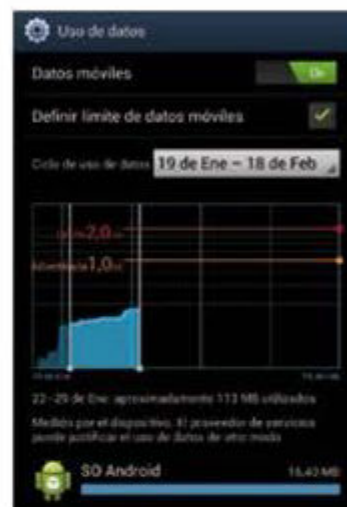 Uso de datos
Datos móviles
On
Definir límite de datos móviles
Ciclo de uso de datos 19 de Ene – 18 de Feb
2,0
Advertencia 1,0
22–29 de Ene: aproximadamente 113 MB utilizados
Medido por el dispositivo. El proveedor de servicios
puede justificar el uso de datos de otro modo
SO Android
16,40 MB